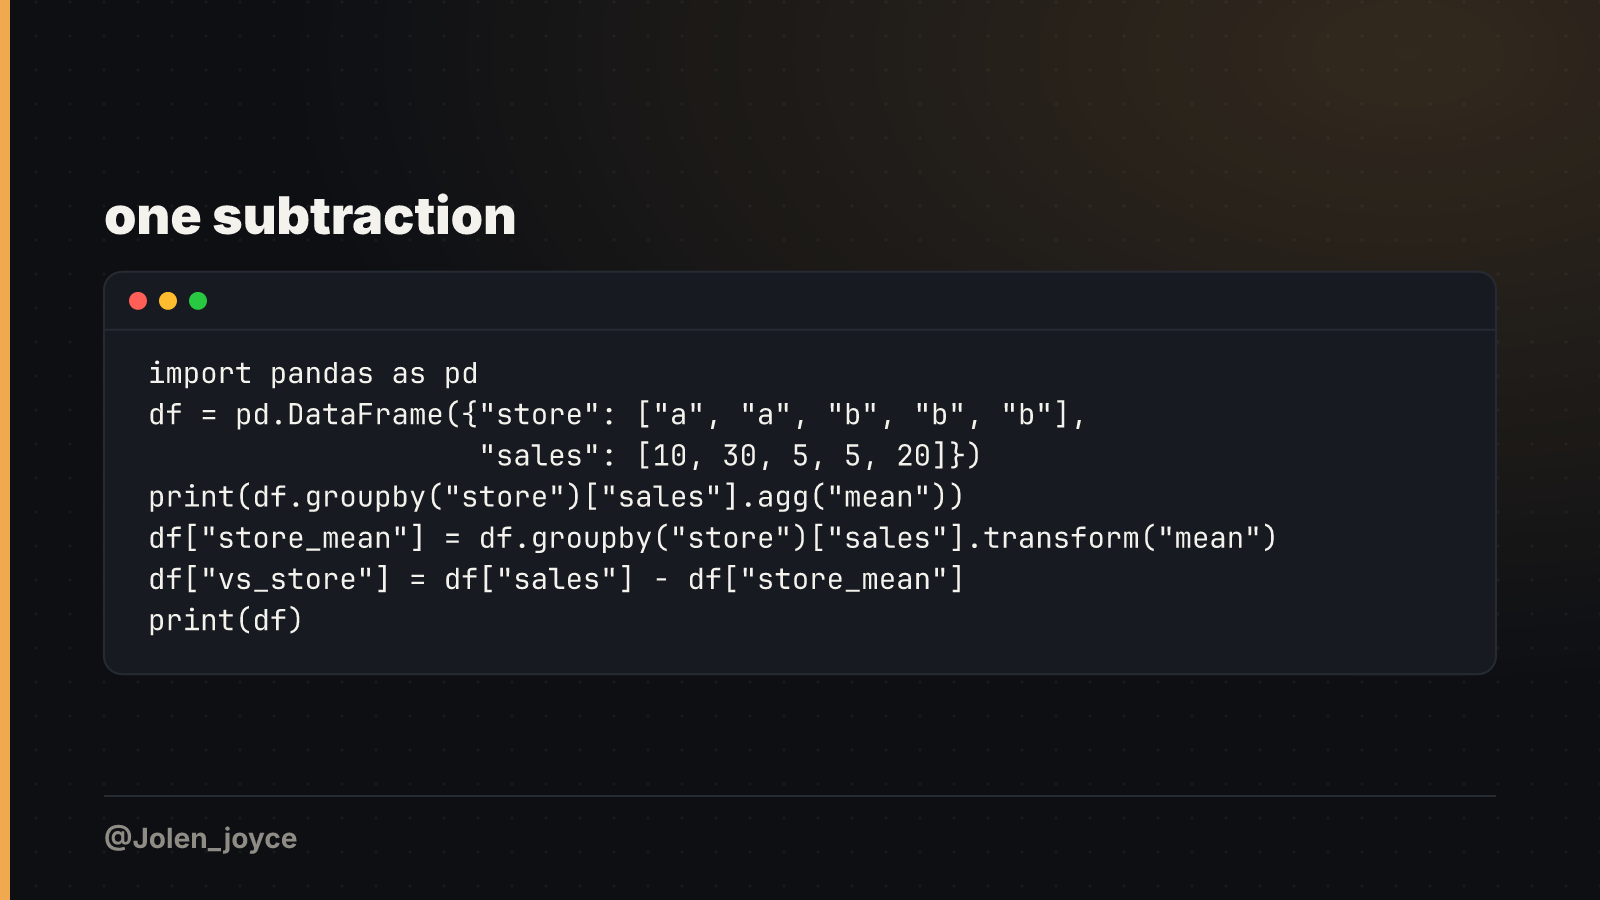 one subtraction
import pandas as pd
df = pd.DataFrame({"store": ["a", "a", "b", "b", "b"],
                   "sales": [10, 30, 5, 5, 20]})
print(df.groupby("store")["sales"].agg("mean"))
df["store_mean"] = df.groupby("store")["sales"].transform("mean")
df["vs_store"] = df["sales"] - df["store_mean"]
print(df)
@Jolen_joyce